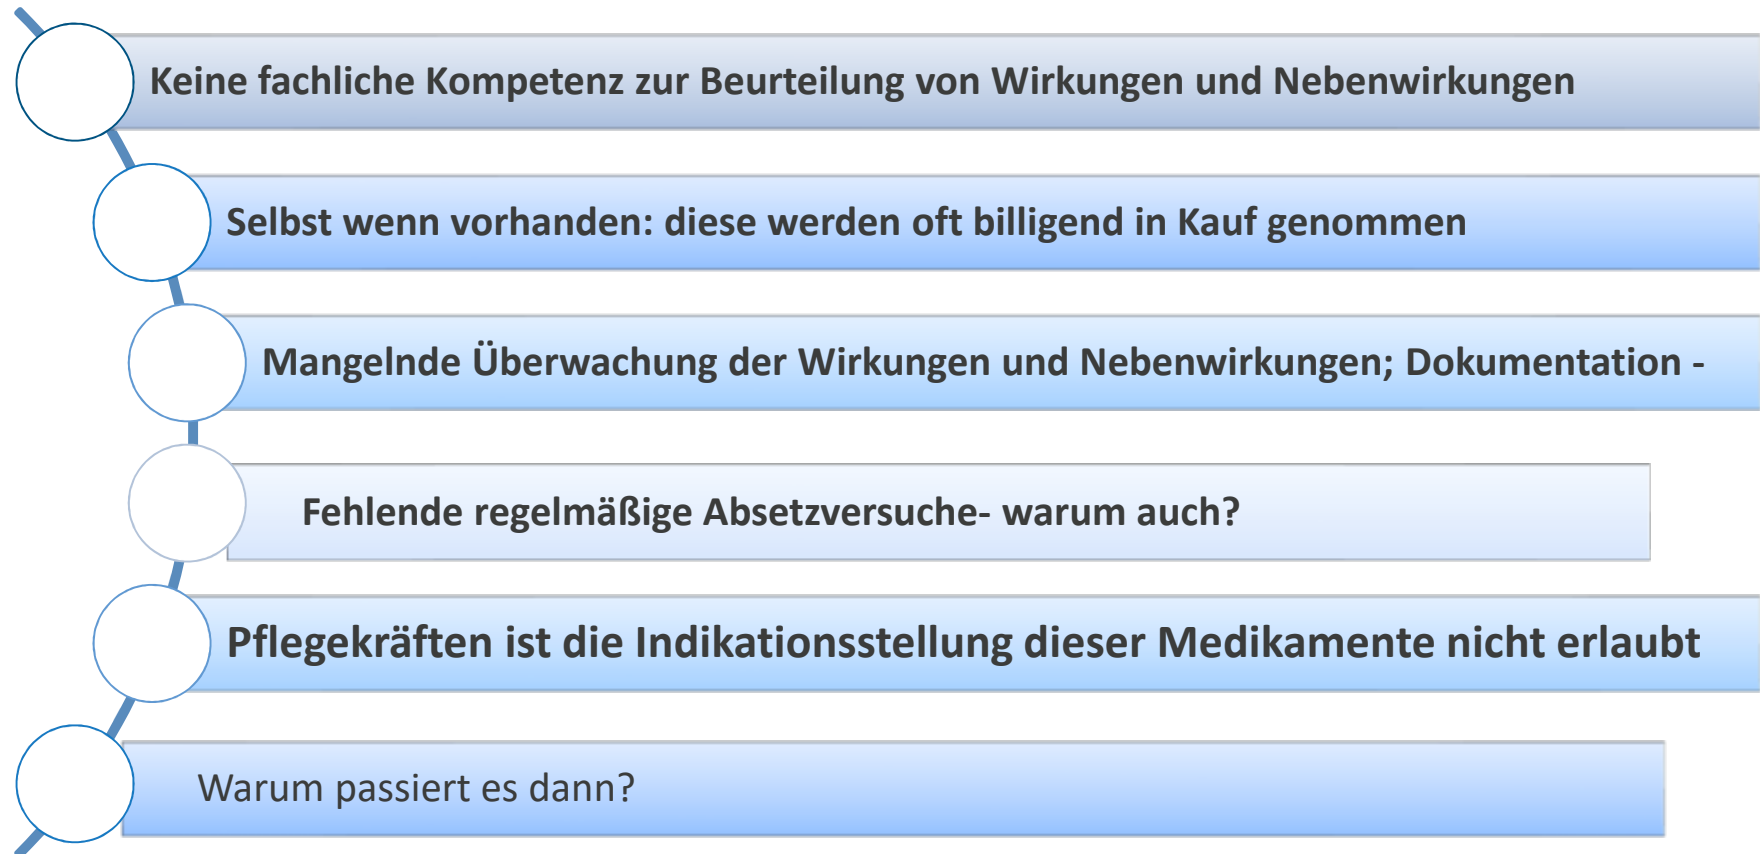 Keine fachliche Kompetenz zur Beurteilung von Wirkungen und Nebenwirkungen
Selbst wenn vorhanden: diese werden oft billigend in Kauf genommen
Mangelnde Überwachung der Wirkungen und Nebenwirkungen; Dokumentation -
Fehlende regelmäßige Absetzversuche- warum auch?
Pflegekräften ist die Indikationsstellung dieser Medikamente nicht erlaubt
Warum passiert es dann?